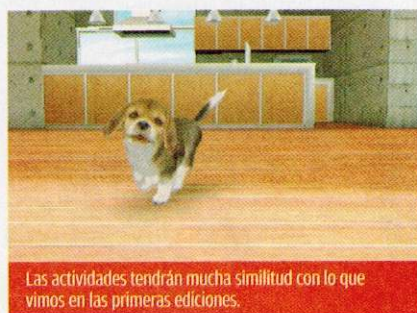 Las actividades tendrán mucha similitud con lo que
vimos en las primeras ediciones.